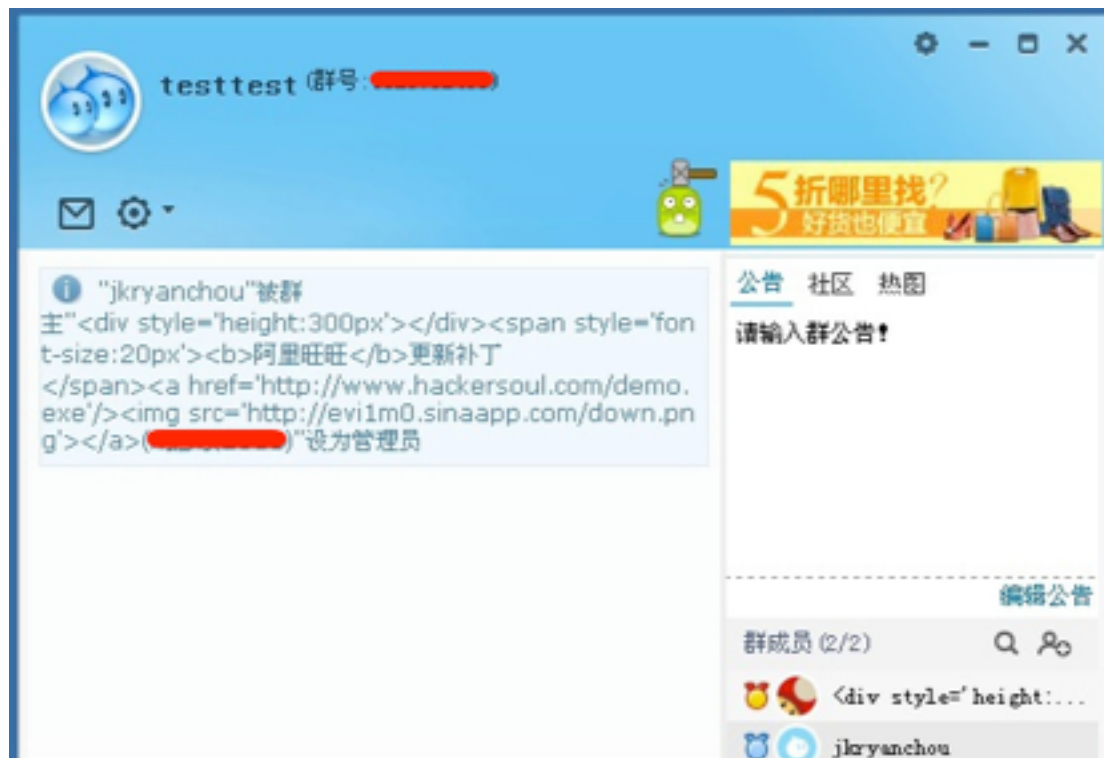 testtest(群号:
5折哪里找?
好货也便宜
"jkryanchou"被群
主"<div style='height:300px'></div><span style='fon
t-size:20px'><b>阿里旺旺</b>更新补丁
</span><a href='http://www.hackersoul.com/demo.
exe'/><img src='http://evi1m0.sinaapp.com/down.pn
g'></a>( )"设为管理员
公告 社区 热图
请输入群公告!
编辑公告
群成员(2/2)
<div style='height:...
jkryanchou